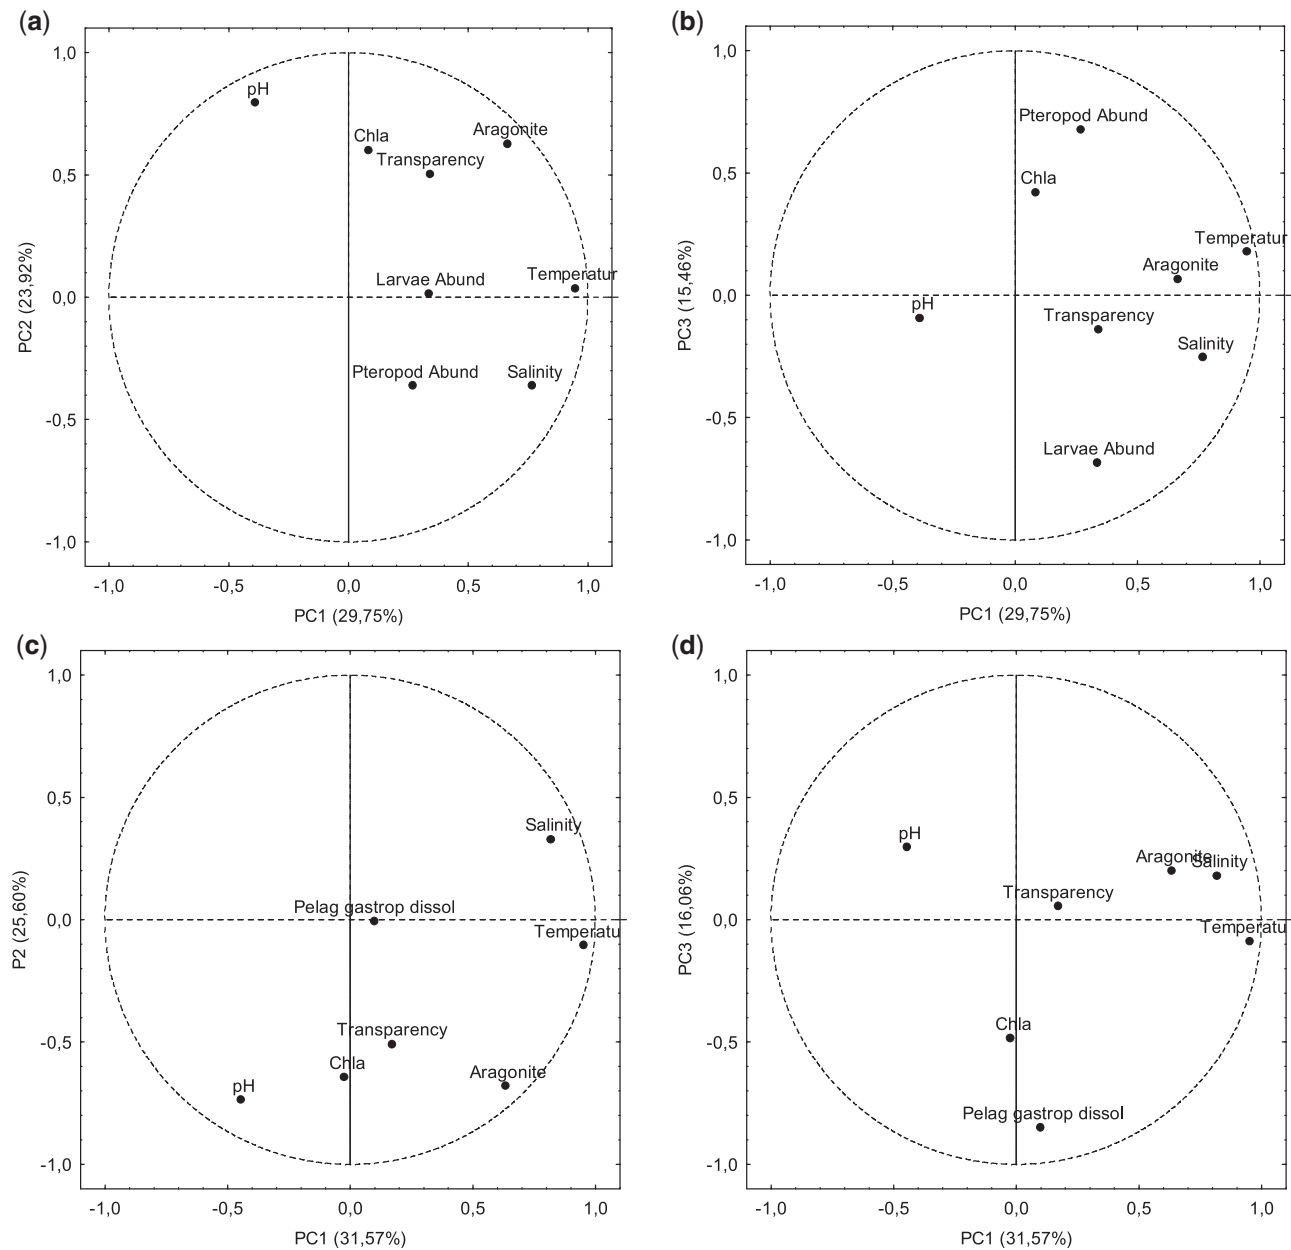 (a)
1,0
0,5
0,0
-0,5
-1,0
PC2 (23,92%)
pH
Chla
Aragonite
Transparency
Larvae Abund
Temperatur
Pteropod Abund
Salinity
-1,0
-0,5
0,0
0,5
1,0
PC1 (29,75%)
(b)
1,0
0,5
0,0
-0,5
-1,0
PC3 (15,46%)
Pteropod Abund
Chla
Temperatur
Aragonite
pH
Transparency
Salinity
Larvae Abund
-1,0
-0,5
0,0
0,5
1,0
PC1 (29,75%)
(c)
1,0
0,5
0,0
-0,5
-1,0
P2 (25,60%)
Salinity
Pelag gastrop dissol
Temperatu
Transparency
Chla
Aragonite
pH
-1,0
-0,5
0,0
0,5
1,0
PC1 (31,57%)
(d)
1,0
0,5
0,0
-0,5
-1,0
PC3 (16,06%)
pH
Aragonite
Salinity
Transparency
Temperatu
Chla
Pelag gastrop dissol
-1,0
-0,5
0,0
0,5
1,0
PC1 (31,57%)